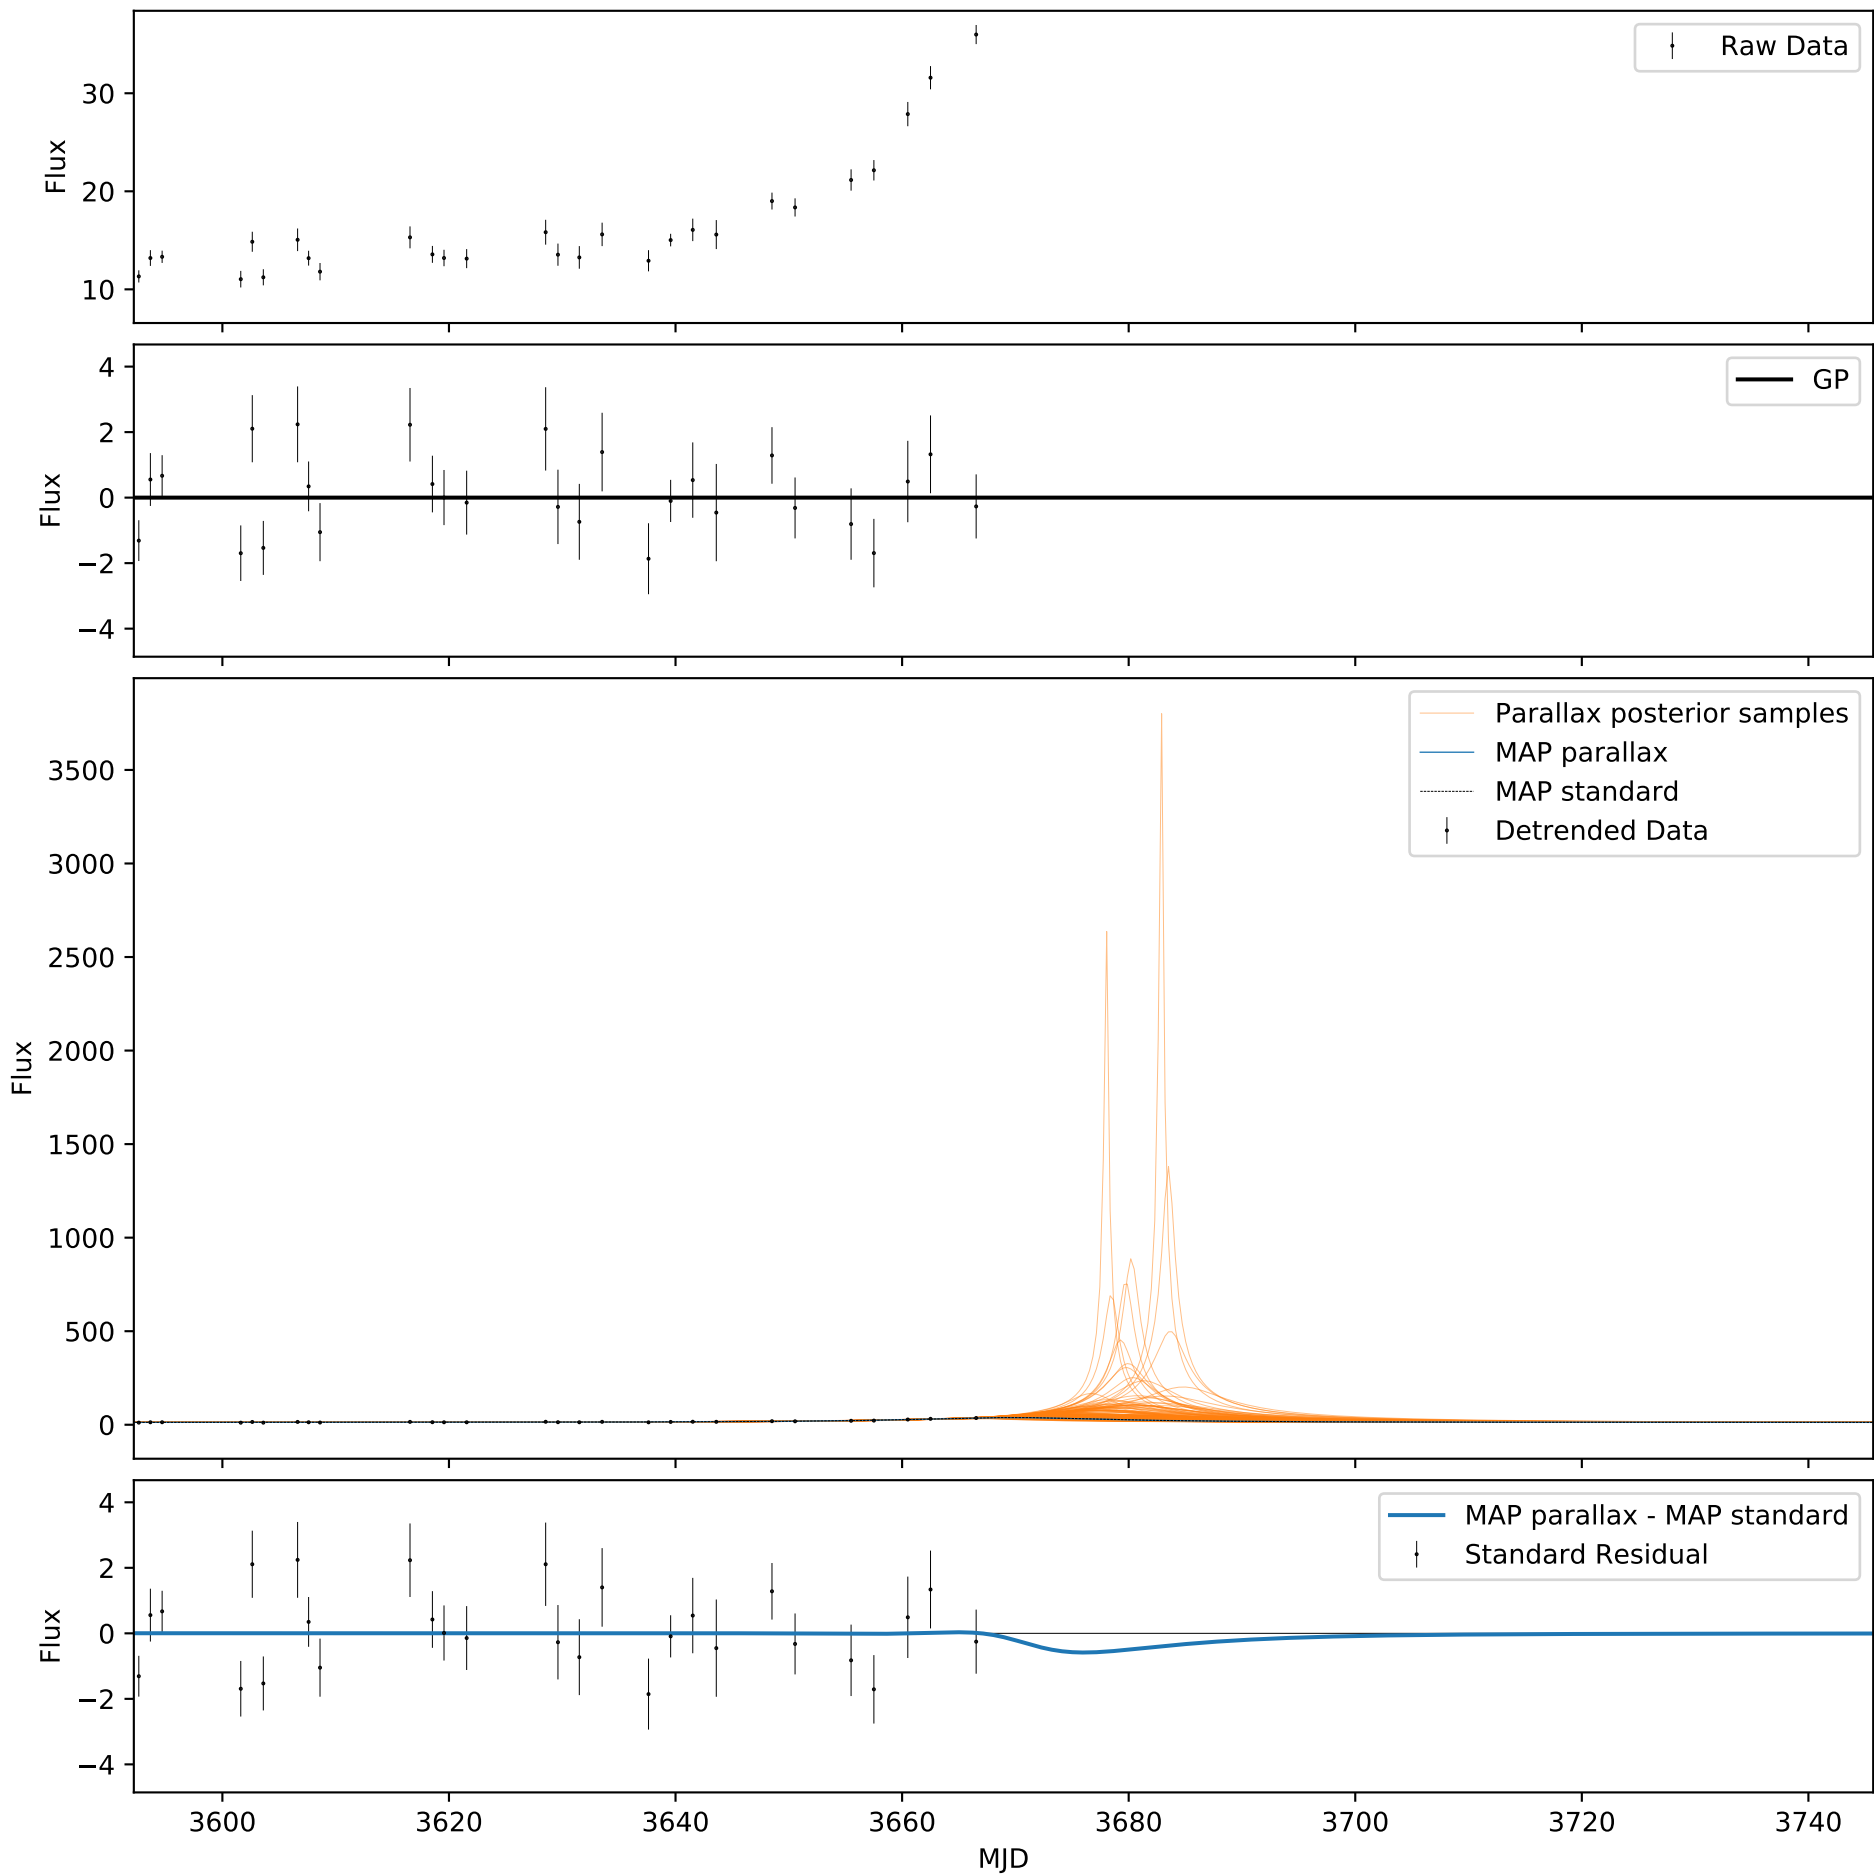 30
20
10
Flux
Raw Data
4
2
0
−2
−4
Flux
GP
3500
3000
2500
2000
1500
1000
500
0
Flux
Parallax posterior samples
MAP parallax
MAP standard
Detrended Data
4
2
0
−2
−4
Flux
MAP parallax - MAP standard
Standard Residual
3600 3620 3640 3660 3680 3700 3720 3740
MJD